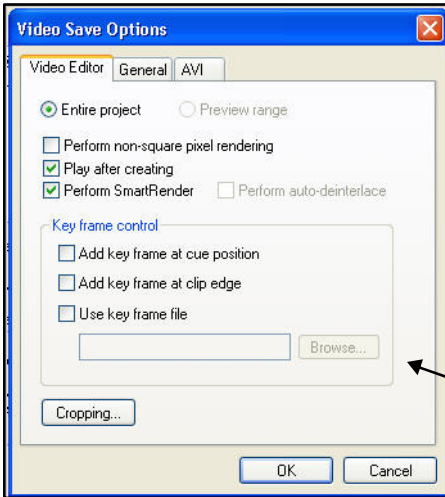 Video Save Options
Video Editor General AVI
Entire project Preview range
Perform non-square pixel rendering
Play after creating
Perform SmartRender Perform auto-deinterlace
Key frame control
Add key frame at cue position
Add key frame at clip edge
Use key frame file
Browse...
Cropping...
OK Cancel